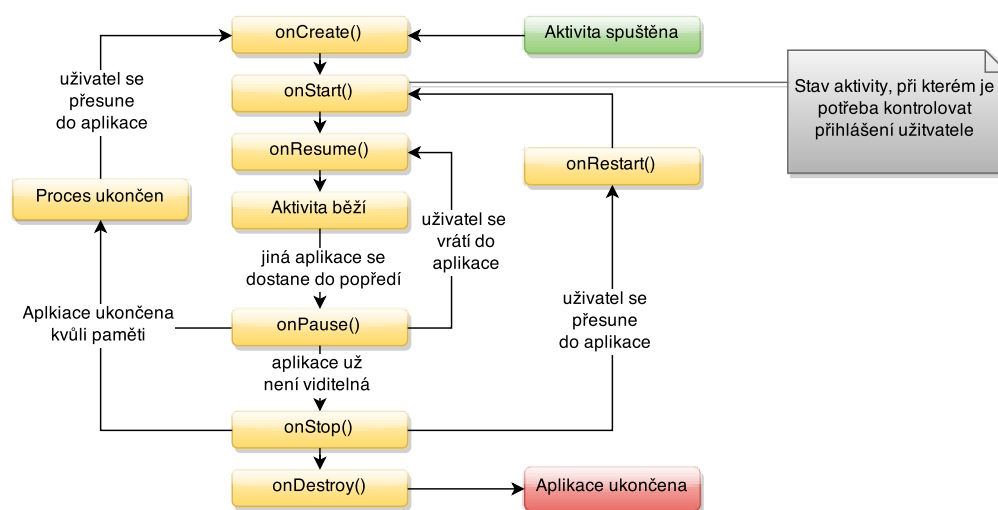 onCreate()
Aktivita spuštěna
uživatel se
přesune
do aplikace
onStart()
Stav aktivity, při kterém je
potřeba kontrolovat
přihlášení užitvatele
onResume()
onRestart()
Proces ukončen
Aktivita běží
uživatel se
vrátí do
aplikace
jiná aplikace se
dostane do popředí
Aplkiace ukončena
kvůli paměti
onPause()
uživatel se
přesune
do aplikace
aplikace už
není viditelná
onStop()
onDestroy()
Aplikace ukončena